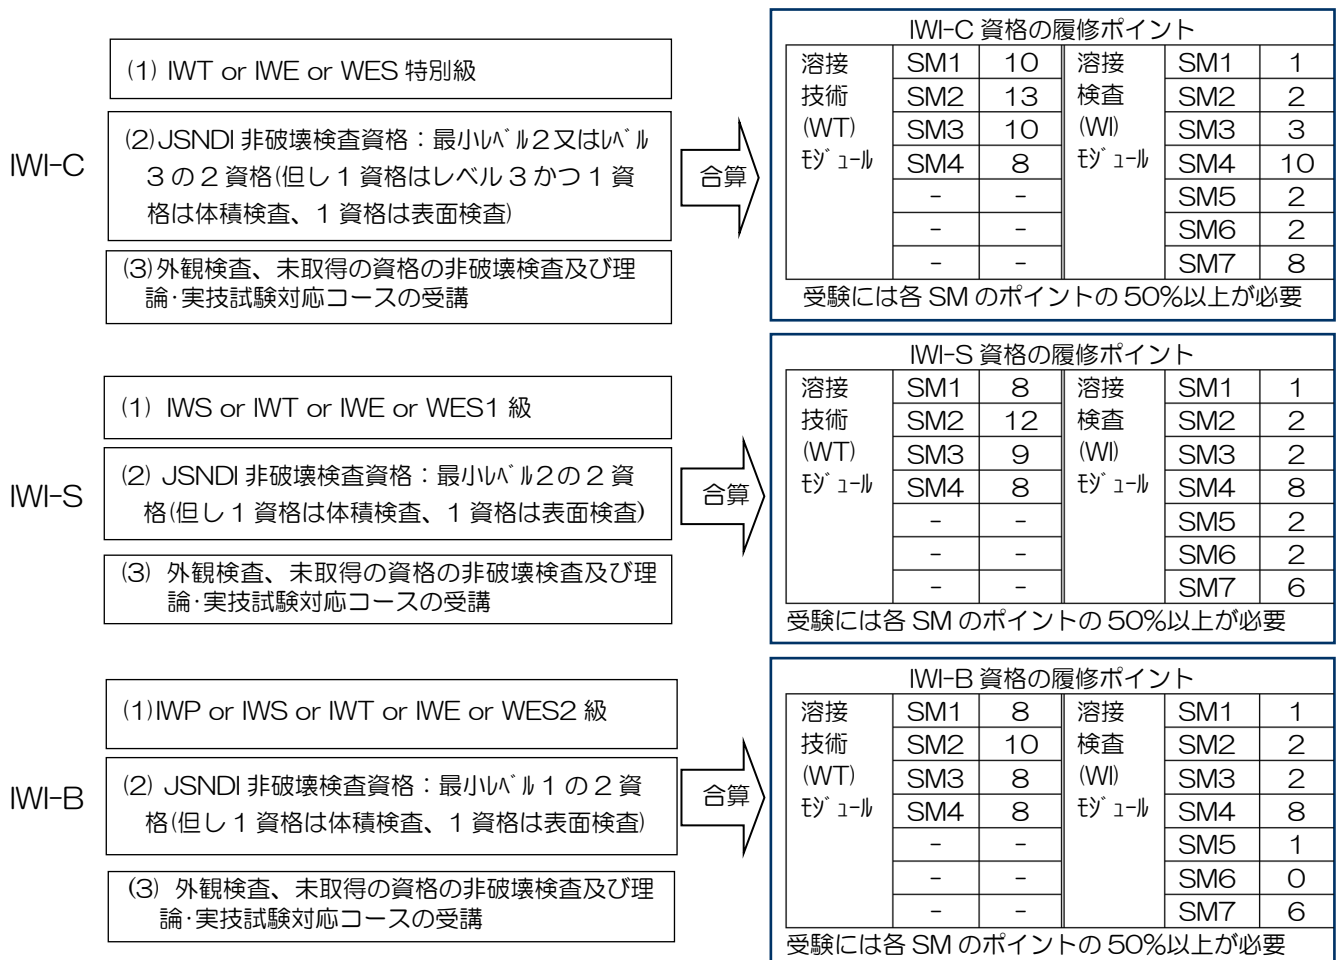 IWI-C
(1) IWT or IWE or WES 特別級
(2)JSNDI 非破壊検査資格：最小ﾚﾍﾞﾙ2又はﾚﾍﾞﾙ
3の2資格(但し1資格はレベル3かつ1資
格は体積検査、1資格は表面検査)
(3)外観検査、未取得の資格の非破壊検査及び理
論･実技試験対応コースの受講
合算
IWI-C 資格の履修ポイント
溶接 SM1 10 溶接 SM1 1
技術 SM2 13 検査 SM2 2
(WT) SM3 10 (WI) SM3 3
ﾓｼﾞｭｰﾙ SM4 8 ﾓｼﾞｭｰﾙ SM4 10
- - SM5 2
- - SM6 2
- - SM7 8
受験には各 SM のポイントの 50%以上が必要
IWI-S
(1) IWS or IWT or IWE or WES1 級
(2) JSNDI 非破壊検査資格：最小ﾚﾍﾞﾙ2の2資
格(但し1資格は体積検査、1資格は表面検査)
(3) 外観検査、未取得の資格の非破壊検査及び理
論･実技試験対応コースの受講
合算
IWI-S 資格の履修ポイント
溶接 SM1 8 溶接 SM1 1
技術 SM2 12 検査 SM2 2
(WT) SM3 9 (WI) SM3 2
ﾓｼﾞｭｰﾙ SM4 8 ﾓｼﾞｭｰﾙ SM4 8
- - SM5 2
- - SM6 2
- - SM7 6
受験には各 SM のポイントの 50%以上が必要
IWI-B
(1)IWP or IWS or IWT or IWE or WES2 級
(2) JSNDI 非破壊検査資格：最小ﾚﾍﾞﾙ1の2資
格(但し1資格は体積検査、1資格は表面検査)
(3) 外観検査、未取得の資格の非破壊検査及び理
論･実技試験対応コースの受講
合算
IWI-B 資格の履修ポイント
溶接 SM1 8 溶接 SM1 1
技術 SM2 10 検査 SM2 2
(WT) SM3 8 (WI) SM3 2
ﾓｼﾞｭｰﾙ SM4 8 ﾓｼﾞｭｰﾙ SM4 8
- - SM5 1
- - SM6 0
- - SM7 6
受験には各 SM のポイントの 50%以上が必要